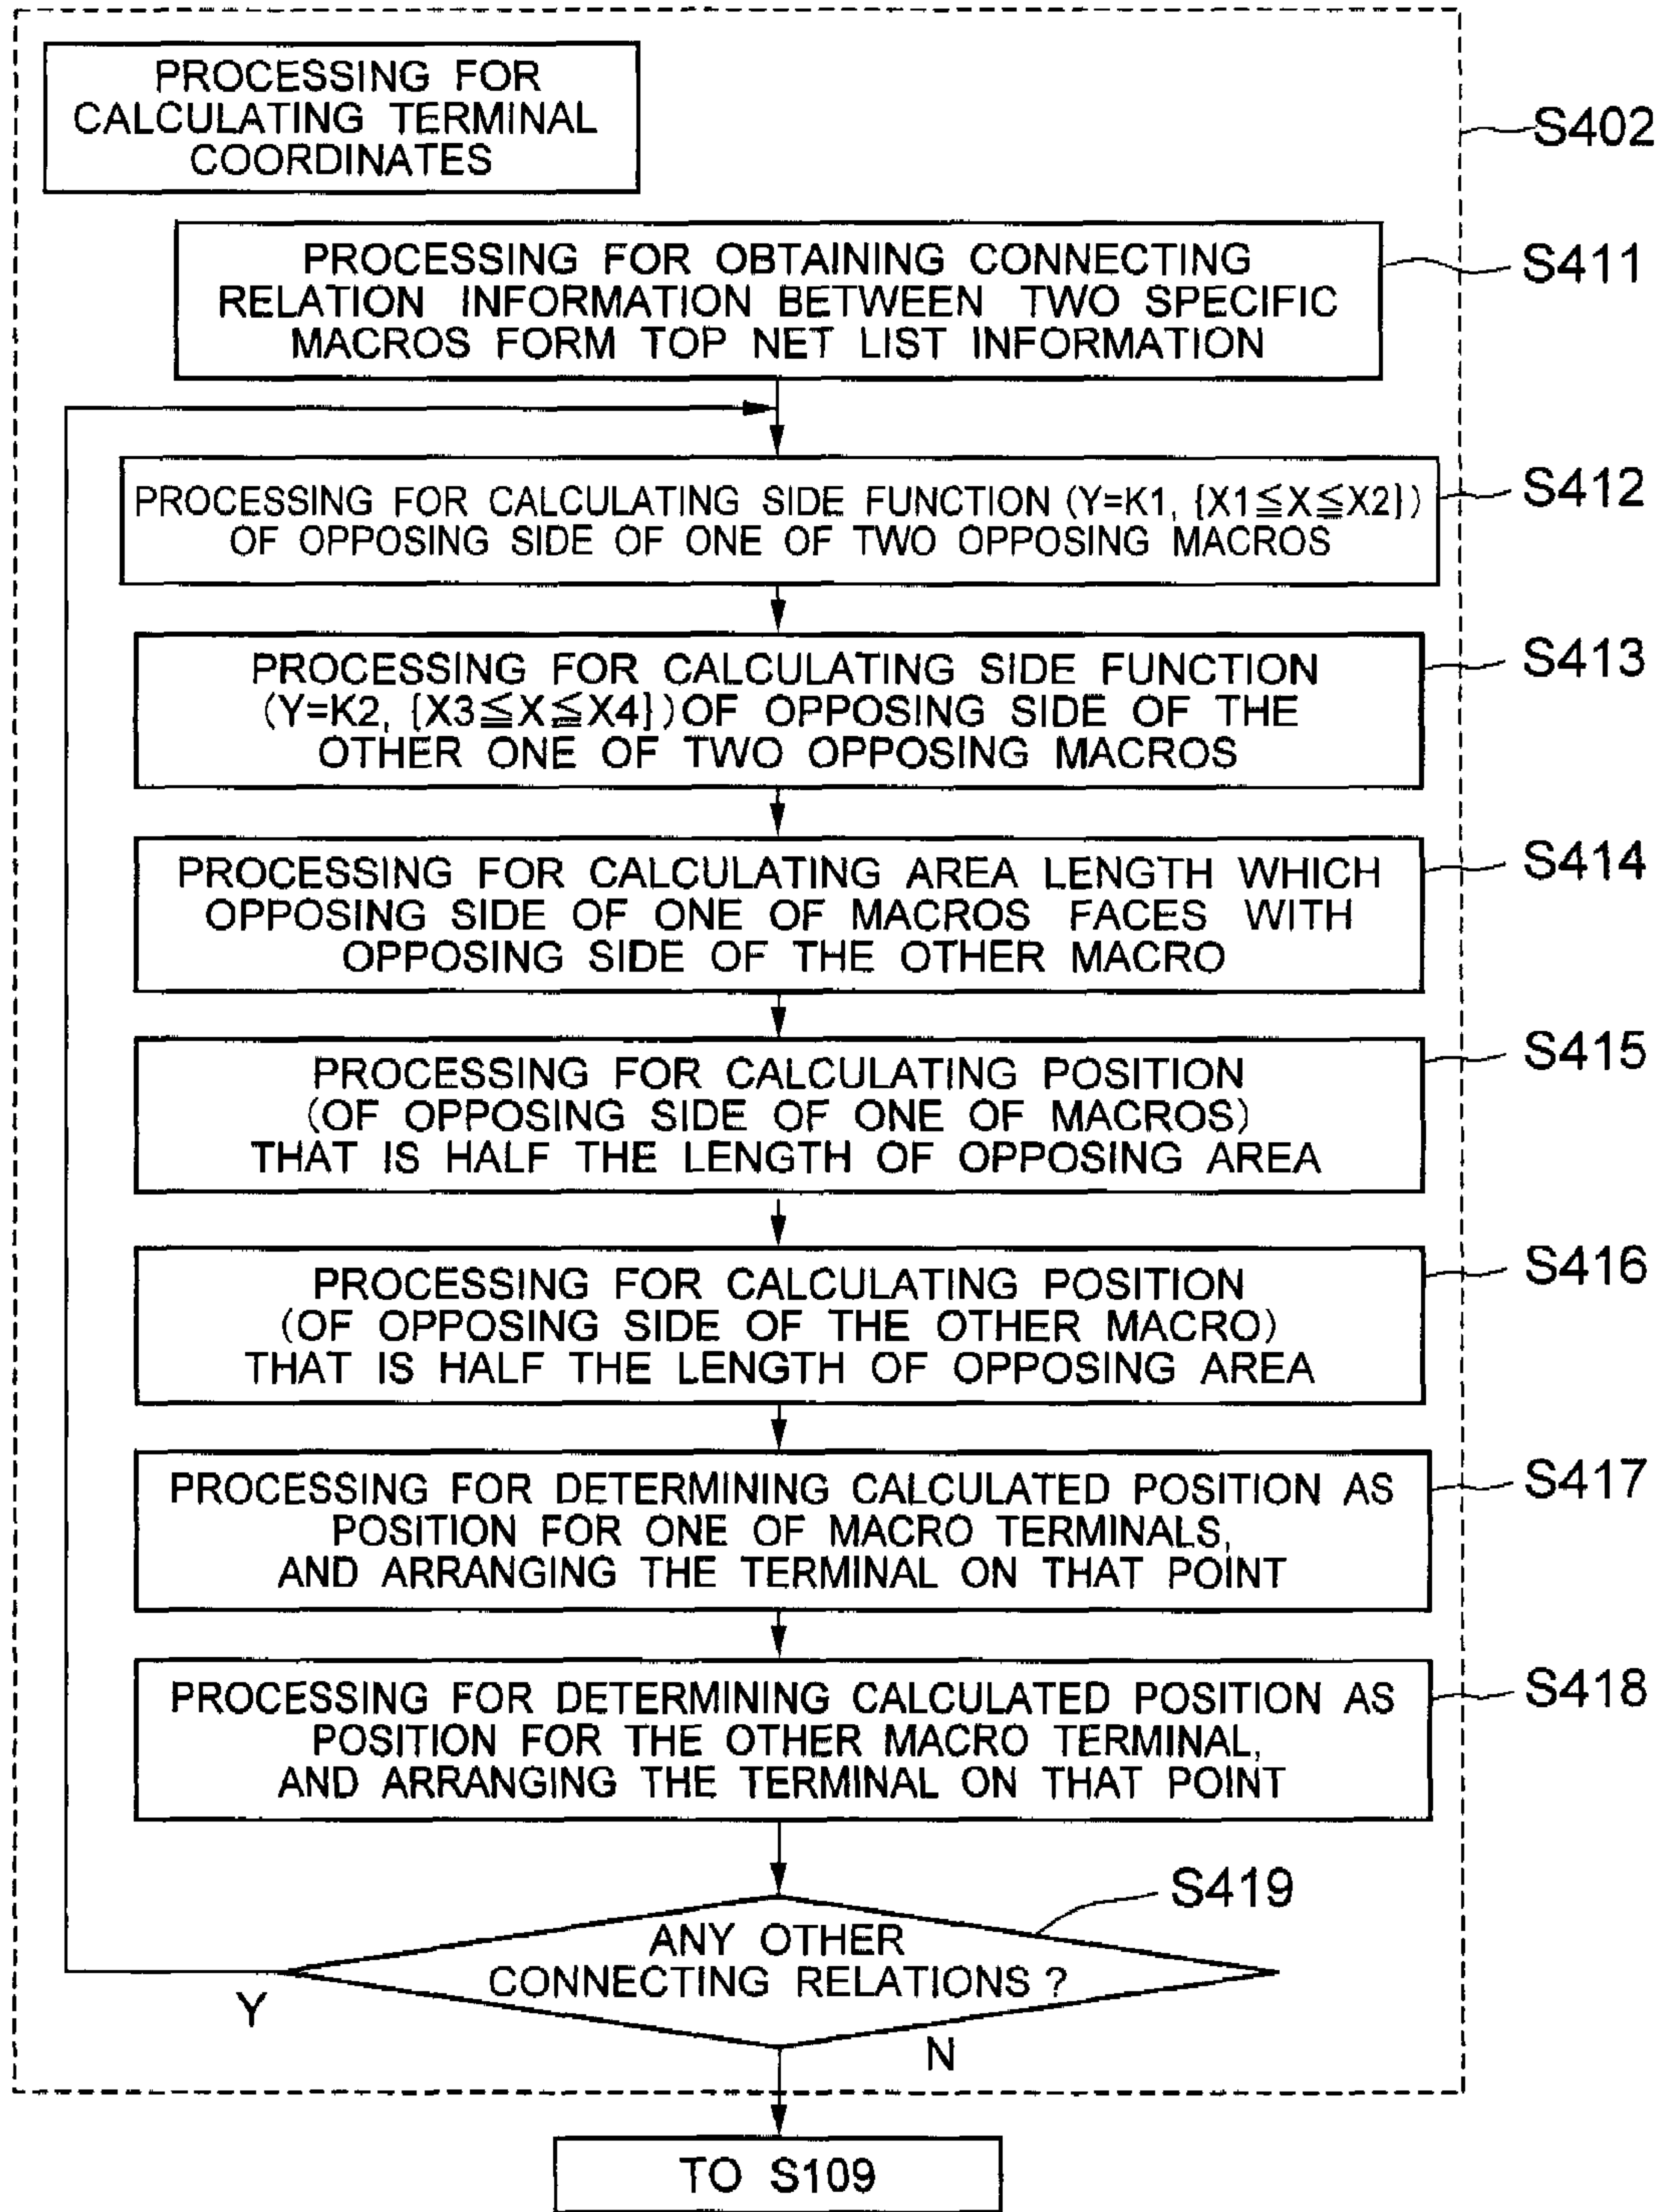 PROCESSING FOR
CALCULATING TERMINAL
COORDINATES
S402
PROCESSING FOR OBTAINING CONNECTING
RELATION INFORMATION BETWEEN TWO SPECIFIC
MACROS FORM TOP NET LIST INFORMATION
S411
PROCESSING FOR CALCULATING SIDE FUNCTION (Y=K1, {X1≦X≦X2})
OF OPPOSING SIDE OF ONE OF TWO OPPOSING MACROS
S412
PROCESSING FOR CALCULATING SIDE FUNCTION
(Y=K2, {X3≦X≦X4})OF OPPOSING SIDE OF THE
OTHER ONE OF TWO OPPOSING MACROS
S413
PROCESSING FOR CALCULATING AREA LENGTH WHICH
OPPOSING SIDE OF ONE OF MACROS FACES WITH
OPPOSING SIDE OF THE OTHER MACRO
S414
PROCESSING FOR CALCULATING POSITION
(OF OPPOSING SIDE OF ONE OF MACROS)
THAT IS HALF THE LENGTH OF OPPOSING AREA
S415
PROCESSING FOR CALCULATING POSITION
(OF OPPOSING SIDE OF THE OTHER MACRO)
THAT IS HALF THE LENGTH OF OPPOSING AREA
S416
PROCESSING FOR DETERMINING CALCULATED POSITION AS
POSITION FOR ONE OF MACRO TERMINALS,
AND ARRANGING THE TERMINAL ON THAT POINT
S417
PROCESSING FOR DETERMINING CALCULATED POSITION AS
POSITION FOR THE OTHER MACRO TERMINAL,
AND ARRANGING THE TERMINAL ON THAT POINT
S418
S419
ANY OTHER
CONNECTING RELATIONS ?
Y
N
TO S109